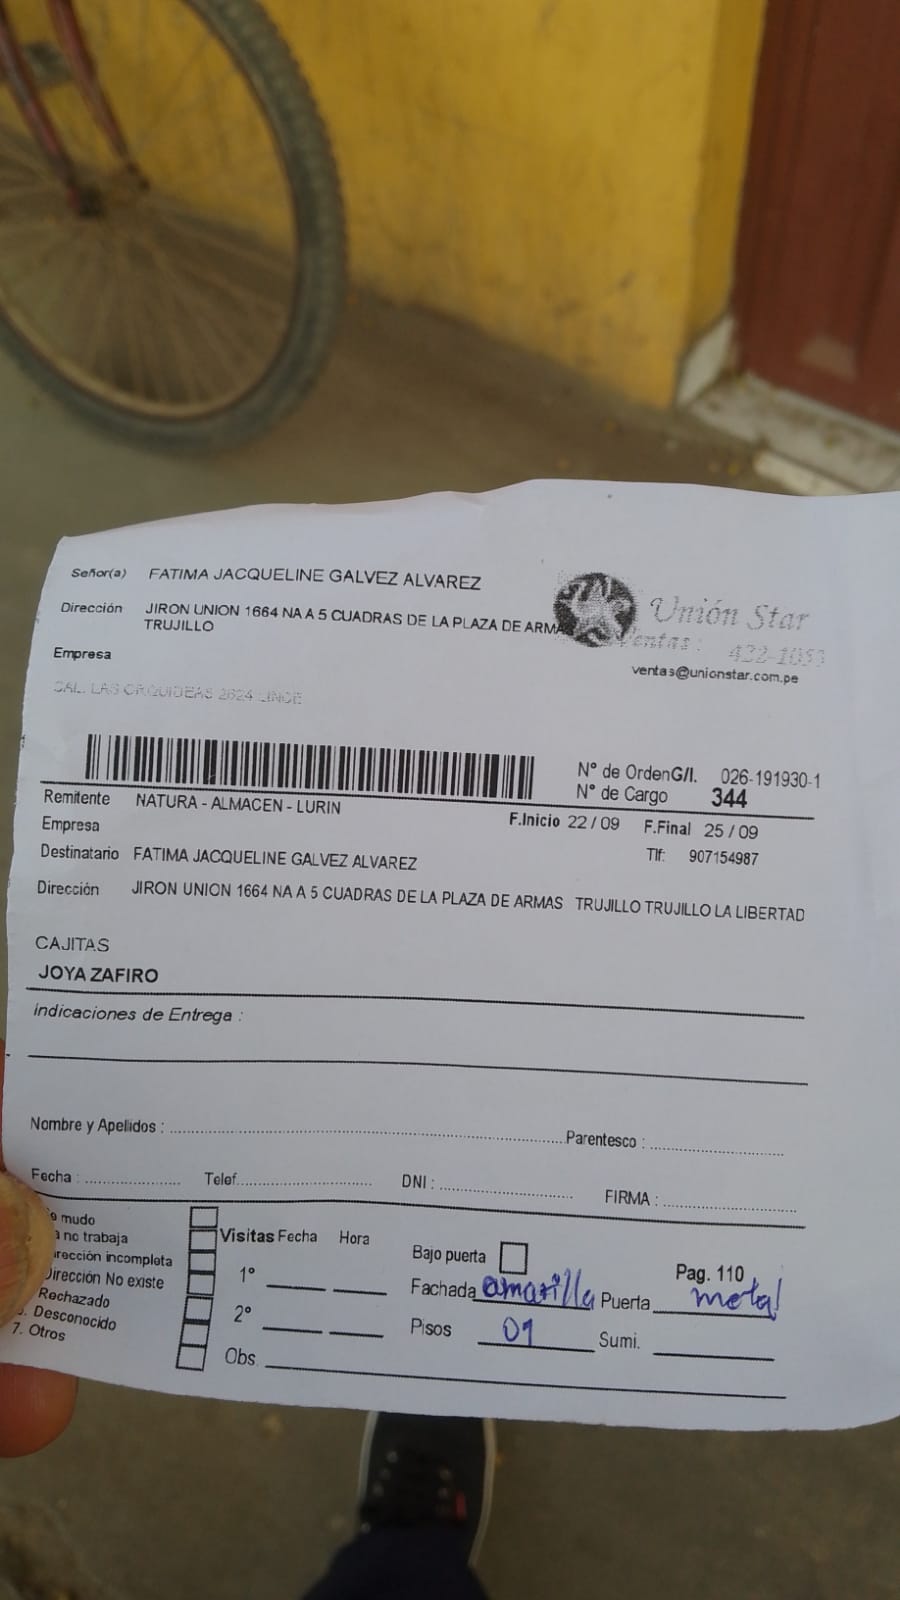 Señor(a) FATIMA JACQUELINE GALVEZ ALVAREZ
Dirección JIRON UNION 1664 NA A 5 CUADRAS DE LA PLAZA DE ARMAS
TRUJILLO
Unión Star
Ventas: 422-1053
ventas@unionstar.com.pe
Empresa
CAL. LAS ORQUIDEAS 2624 LINCE
N° de OrdenG/I. 026-191930-1
N° de Cargo 344
Remitente NATURA - ALMACEN - LURIN
F.Inicio 22 / 09 F.Final 25 / 09
Empresa
Tlf: 907154987
Destinatario FATIMA JACQUELINE GALVEZ ALVAREZ
Dirección JIRON UNION 1664 NA A 5 CUADRAS DE LA PLAZA DE ARMAS TRUJILLO TRUJILLO LA LIBERTAD
CAJITAS
JOYA ZAFIRO
Indicaciones de Entrega :
Nombre y Apellidos : Parentesco :
Fecha : Telef. DNI : FIRMA :
mudo
no trabaja
Dirección incompleta
Dirección No existe
Rechazado
Desconocido
7. Otros
Visitas Fecha Hora
1°
2°
Obs.
Bajo puerta
Pag. 110
Fachada amarilla Puerta metal
Pisos 01 Sumi.